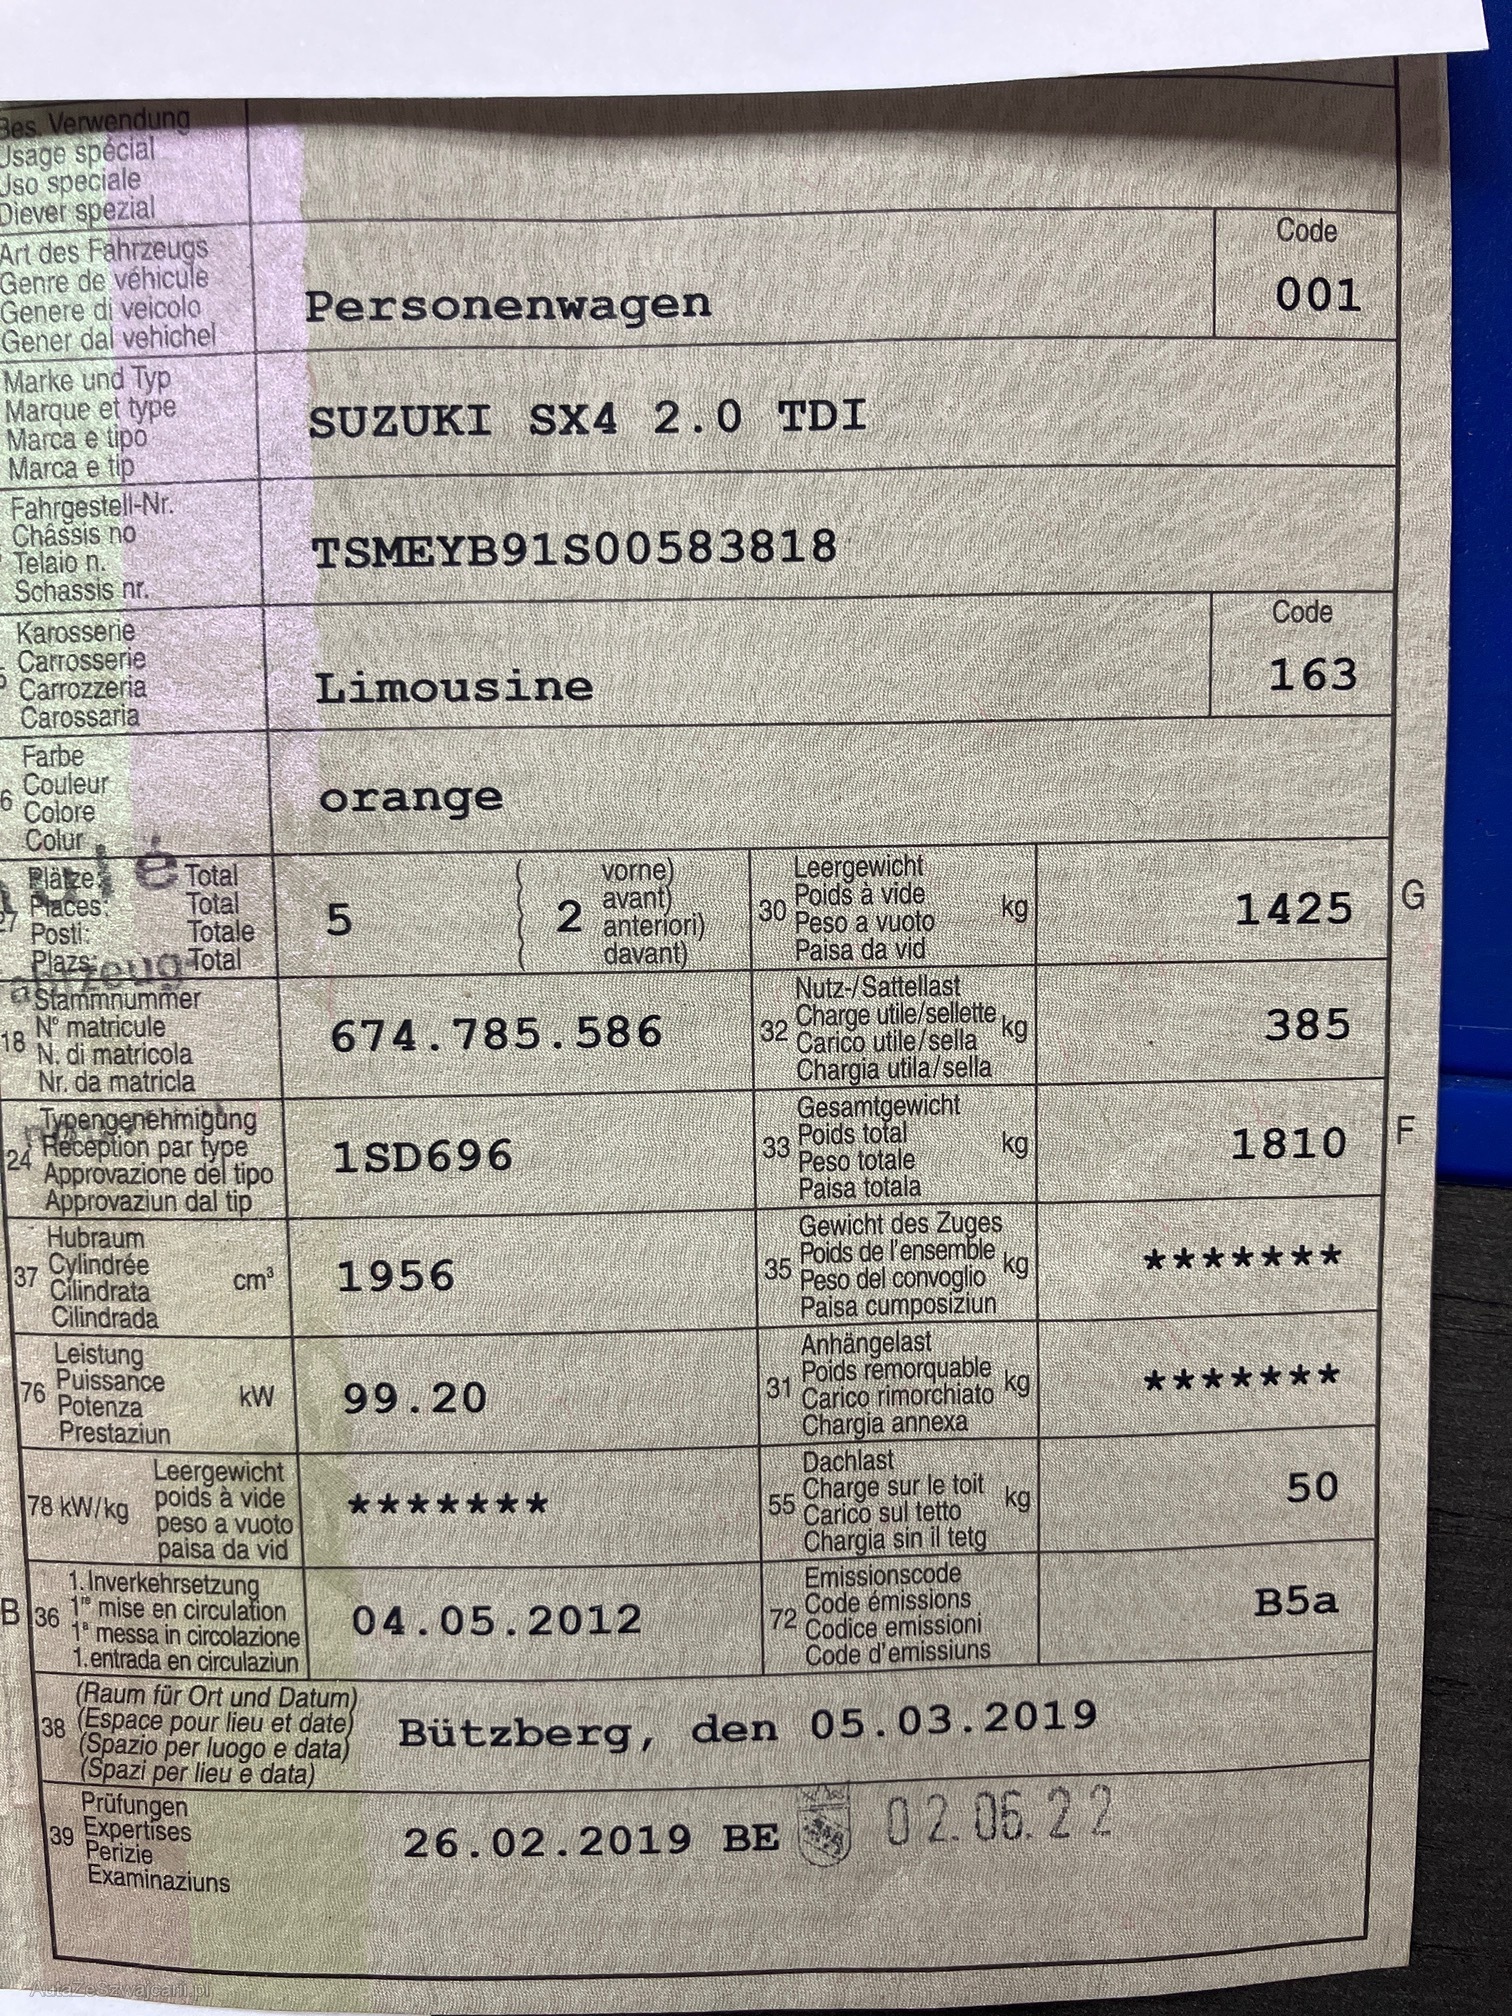 Bes. Verwendung
Usage spécial
Uso speciale
Diever spezial
Art des Fahrzeugs
Genre de véhicule
Genere di veicolo
Gener dal vehichel
Personenwagen
Code
001
Marke und Typ
Marque et type
Marca e tipo
Marca e tip
SUZUKI SX4 2.0 TDI
Fahrgestell-Nr.
Châssis no
Telaio n.
Schassis nr.
TSMEYB91S00583818
Karosserie
Carrosserie
Carrozzeria
Carossaria
Limousine
Code
163
Farbe
6 Couleur
Colore
Colur
orange
Plätze: Total
27 Places: Total
Posti: Totale
Plazs: Total
5 ( 2
vorne)
avant)
anteriori)
davant)
Leergewicht
30 Poids à vide kg
Peso a vuoto
Paisa da vid
1425
G
Stammnummer
18 N° matricule
N. di matricola
Nr. da matricla
674.785.586
Nutz-/Sattellast
32 Charge utile/sellette kg
Carico utile/sella
Chargia utila/sella
385
Typengenehmigung
24 Réception par type
Approvazione del tipo
Approvaziun dal tip
1SD696
Gesamtgewicht
33 Poids total kg
Peso totale
Paisa totala
1810
F
Hubraum
37 Cylindrée cm³
Cilindrata
Cilindrada
1956
Gewicht des Zuges
35 Poids de l'ensemble kg
Peso del convoglio
Paisa cumposiziun
*******
Leistung
76 Puissance kW
Potenza
Prestaziun
99.20
Anhängelast
31 Poids remorquable kg
Carico rimorchiato
Chargia annexa
*******
78 kW/kg
Leergewicht
poids à vide
peso a vuoto
paisa da vid
*******
Dachlast
55 Charge sur le toit kg
Carico sul tetto
Chargia sin il tetg
50
B 36
1. Inverkehrsetzung
1re mise en circulation
1a messa in circolazione
1. entrada en circulaziun
04.05.2012
Emissionscode
72 Code émissions
Codice emissioni
Code d'emissiuns
B5a
38
(Raum für Ort und Datum)
(Espace pour lieu et date)
(Spazio per luogo e data)
(Spazi per lieu e data)
Bützberg, den 05.03.2019
39
Prüfungen
Expertises
Perizie
Examinaziuns
26.02.2019 BE 02.06.22
AutaZeSzwajcarii.pl